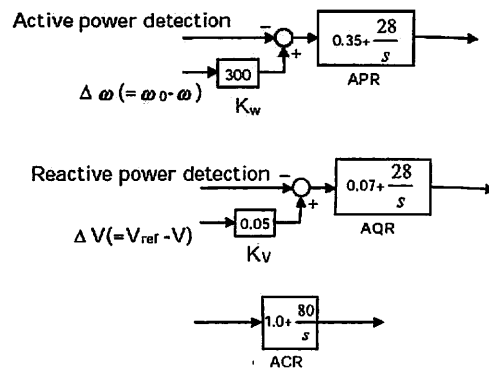 Active power detection
−
+
0.35+ 28/s
APR
300
Δω(=ω0-ω)
Kw
Reactive power detection
−
+
0.07+ 28/s
AQR
0.05
ΔV(=Vref-V)
KV
1.0+ 80/s
ACR